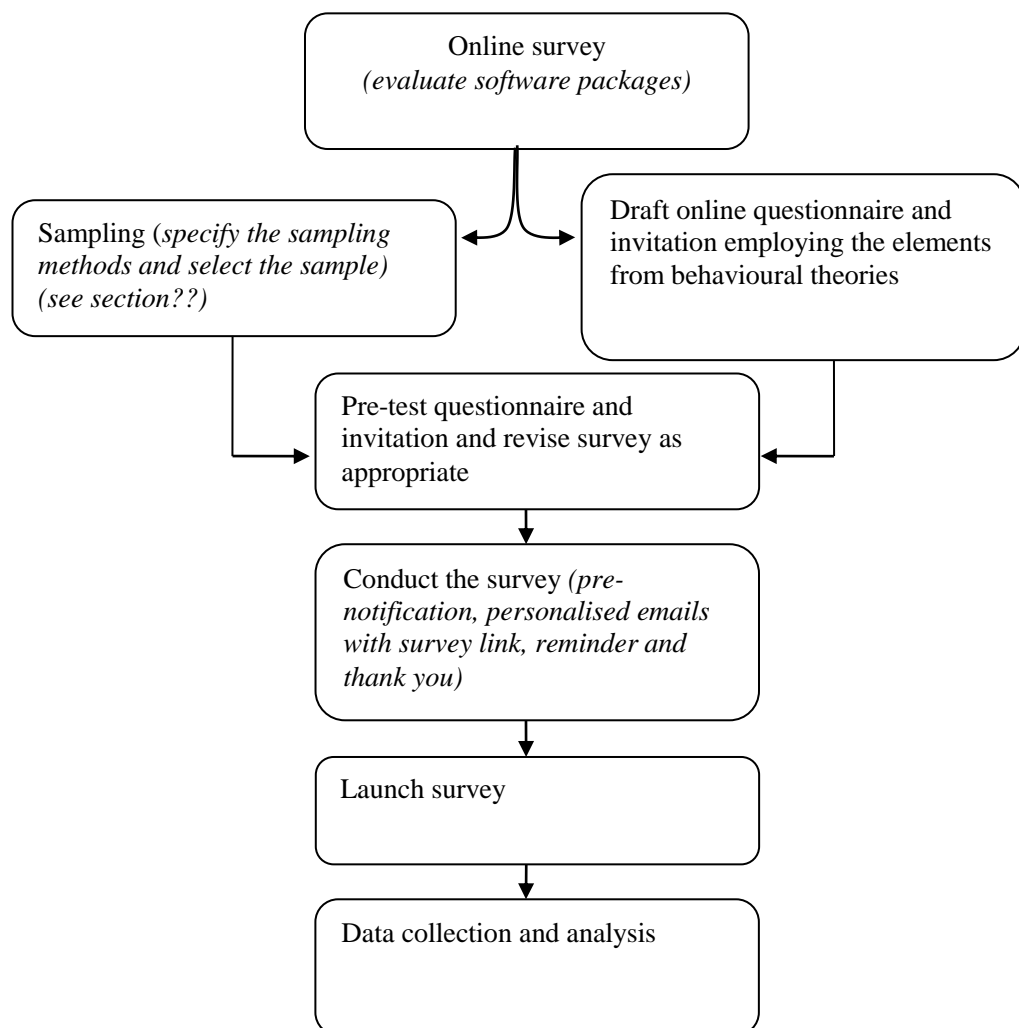 Online survey
(evaluate software packages)
Sampling (specify the sampling
methods and select the sample)
(see section??)
Draft online questionnaire and
invitation employing the elements
from behavioural theories
Pre-test questionnaire and
invitation and revise survey as
appropriate
Conduct the survey (pre-
notification, personalised emails
with survey link, reminder and
thank you)
Launch survey
Data collection and analysis